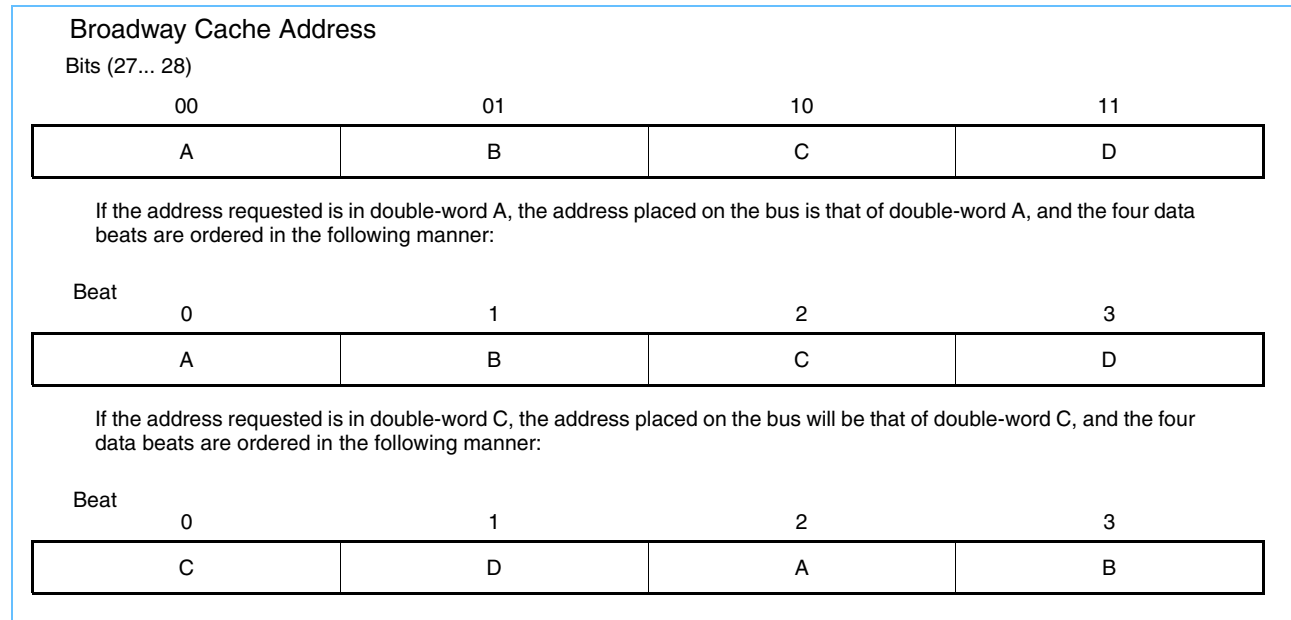 Broadway Cache Address
Bits (27... 28)
00 01 10 11
A B C D
If the address requested is in double-word A, the address placed on the bus is that of double-word A, and the four data
beats are ordered in the following manner:
Beat
0 1 2 3
A B C D
If the address requested is in double-word C, the address placed on the bus will be that of double-word C, and the four
data beats are ordered in the following manner:
Beat
0 1 2 3
C D A B